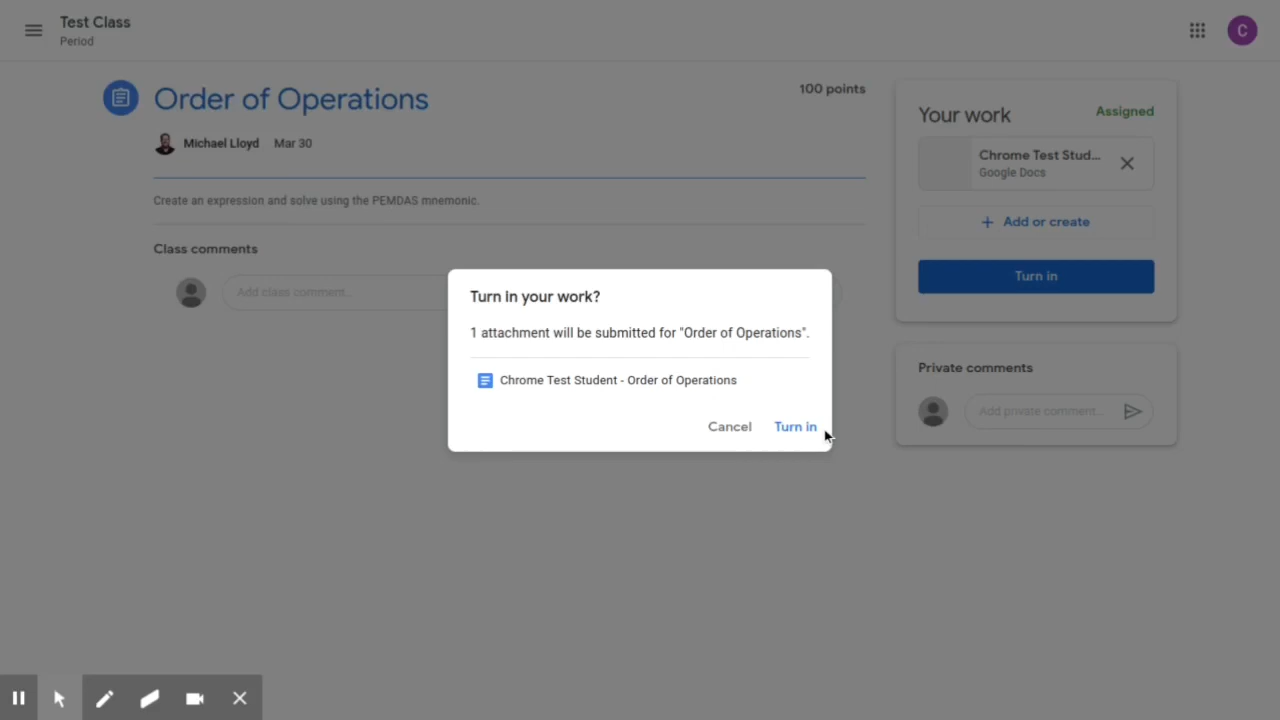 Test Class
Period
C
Order of Operations
100 points
Michael Lloyd Mar 30
Create an expression and solve using the PEMDAS mnemonic.
Class comments
Add class comment...
Your work
Assigned
Chrome Test Stud...
Google Docs
+ Add or create
Turn in
Private comments
Add private comment...
Turn in your work?
1 attachment will be submitted for "Order of Operations".
Chrome Test Student - Order of Operations
Cancel Turn in